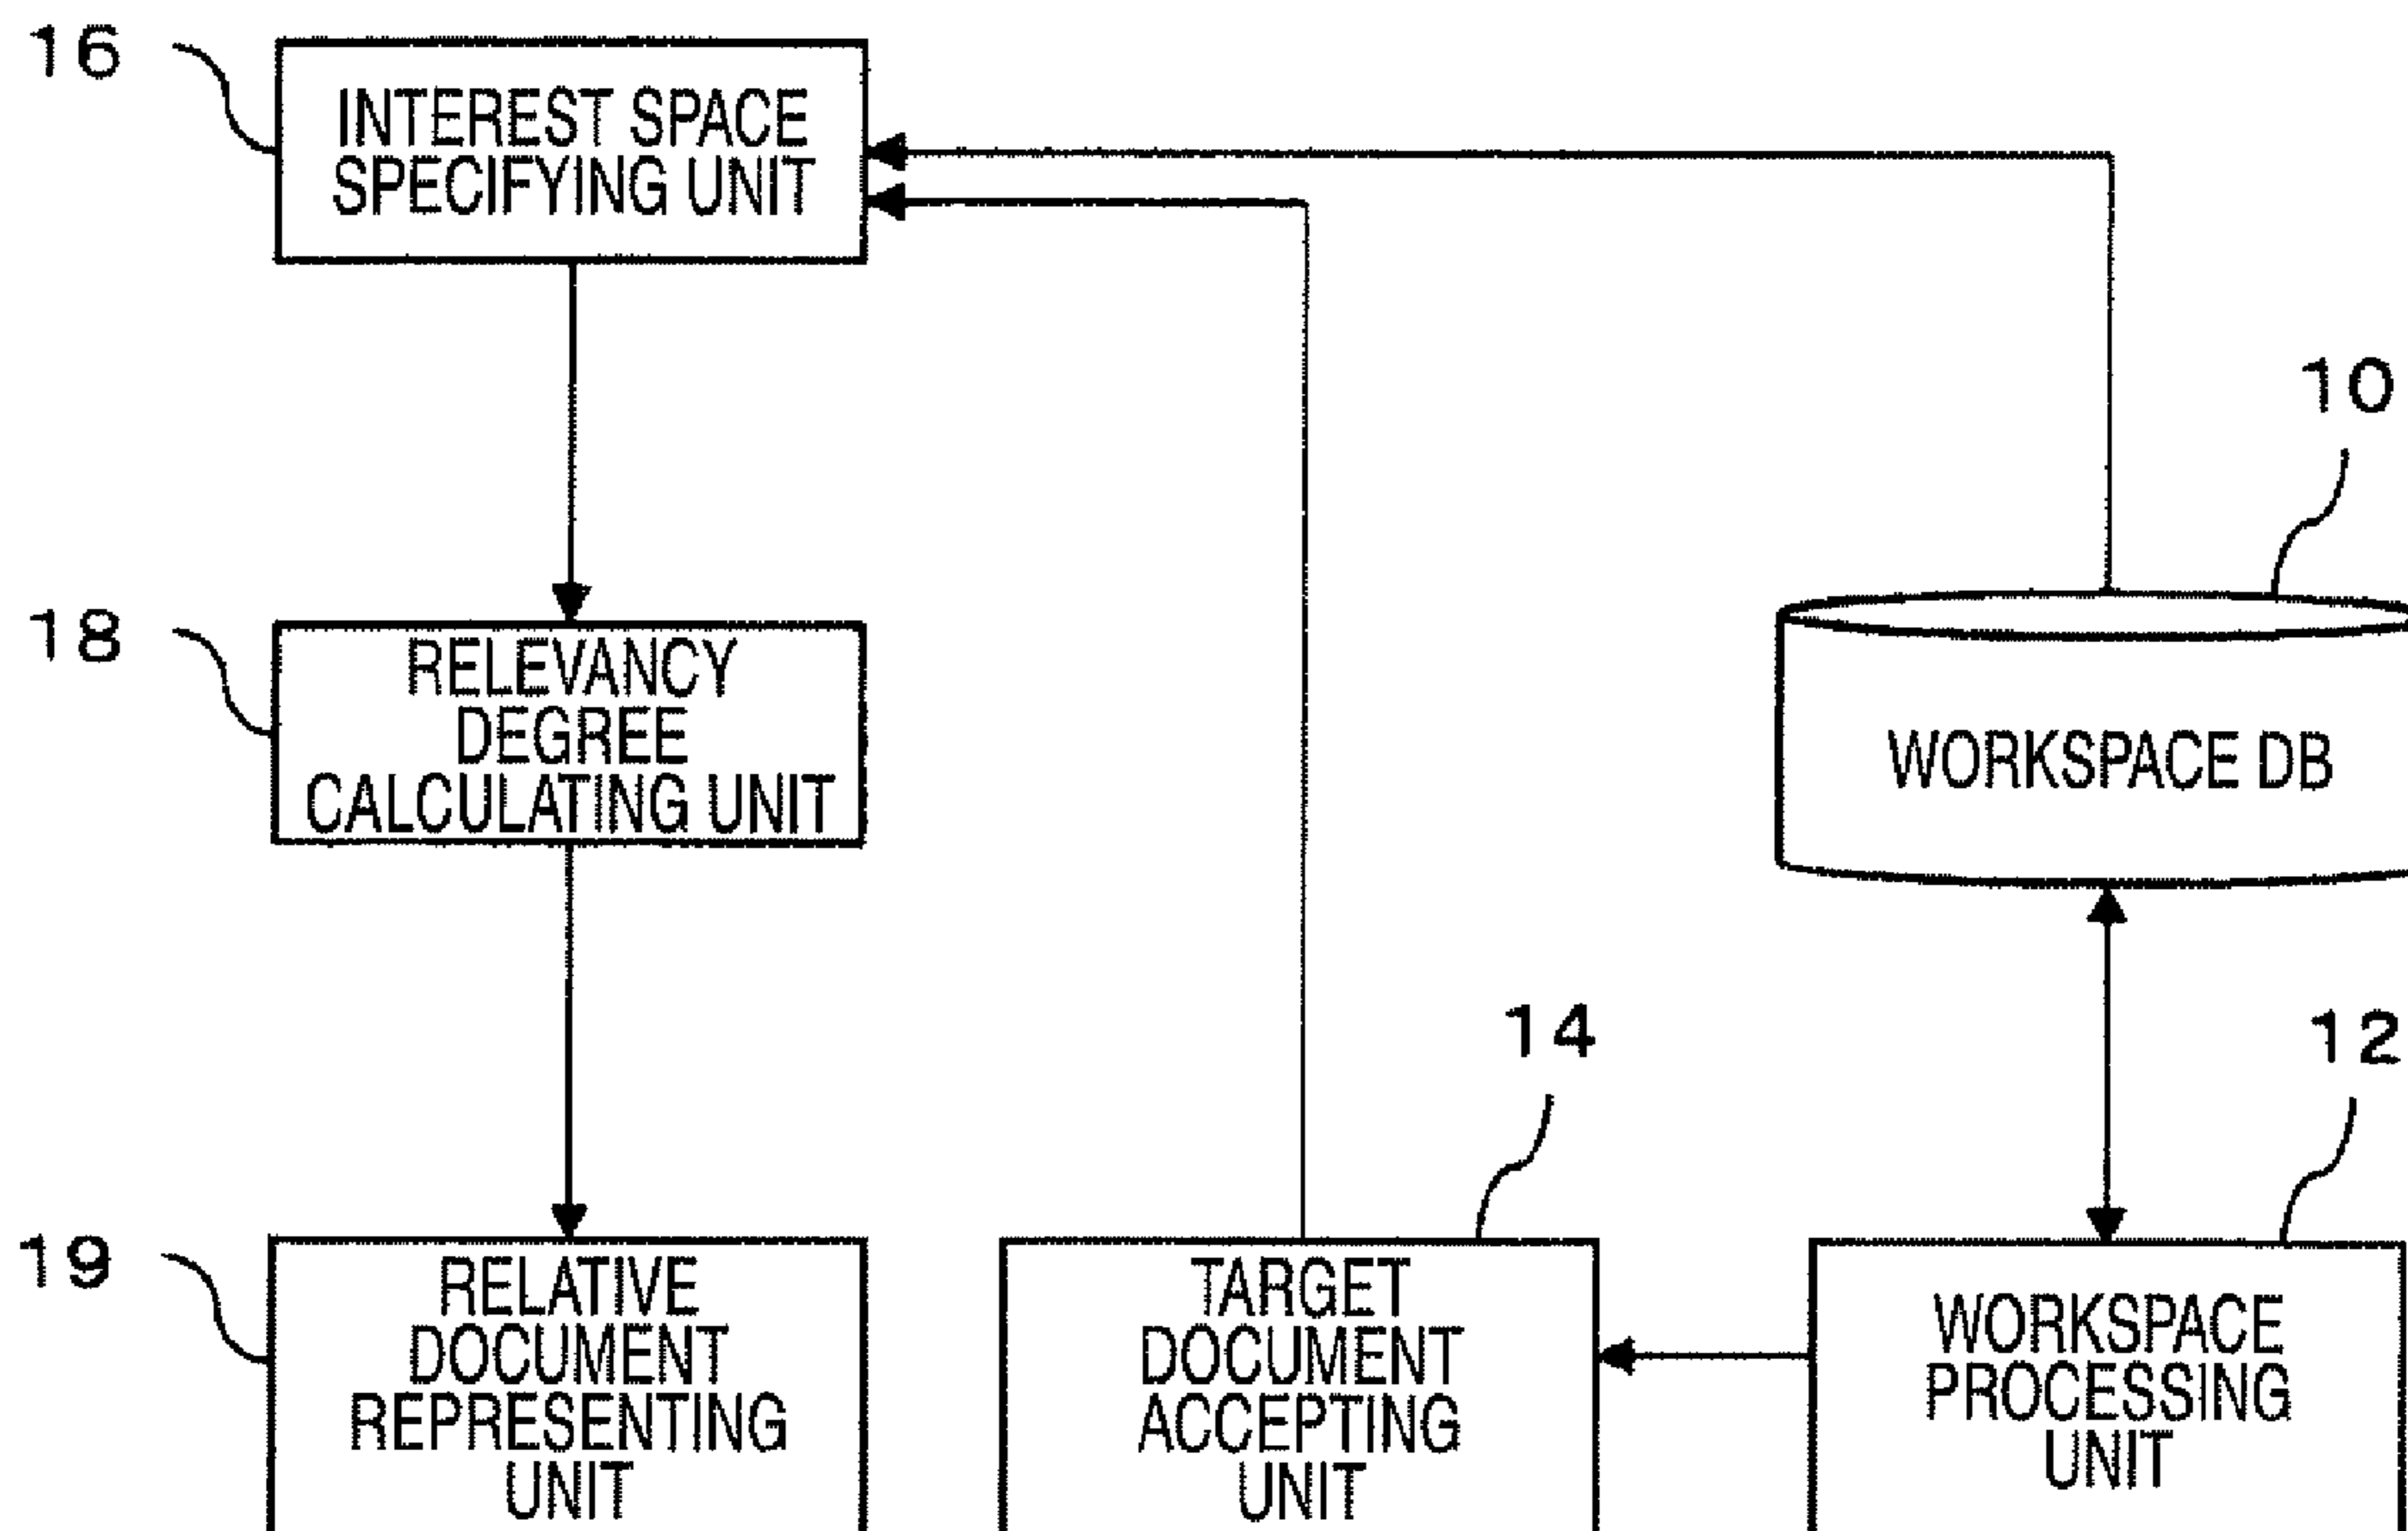 16
INTEREST SPACE
SPECIFYING UNIT
10
18
RELEVANCY
DEGREE
CALCULATING UNIT
WORKSPACE DB
14
12
19
RELATIVE
DOCUMENT
REPRESENTING
UNIT
TARGET
DOCUMENT
ACCEPTING
UNIT
WORKSPACE
PROCESSING
UNIT